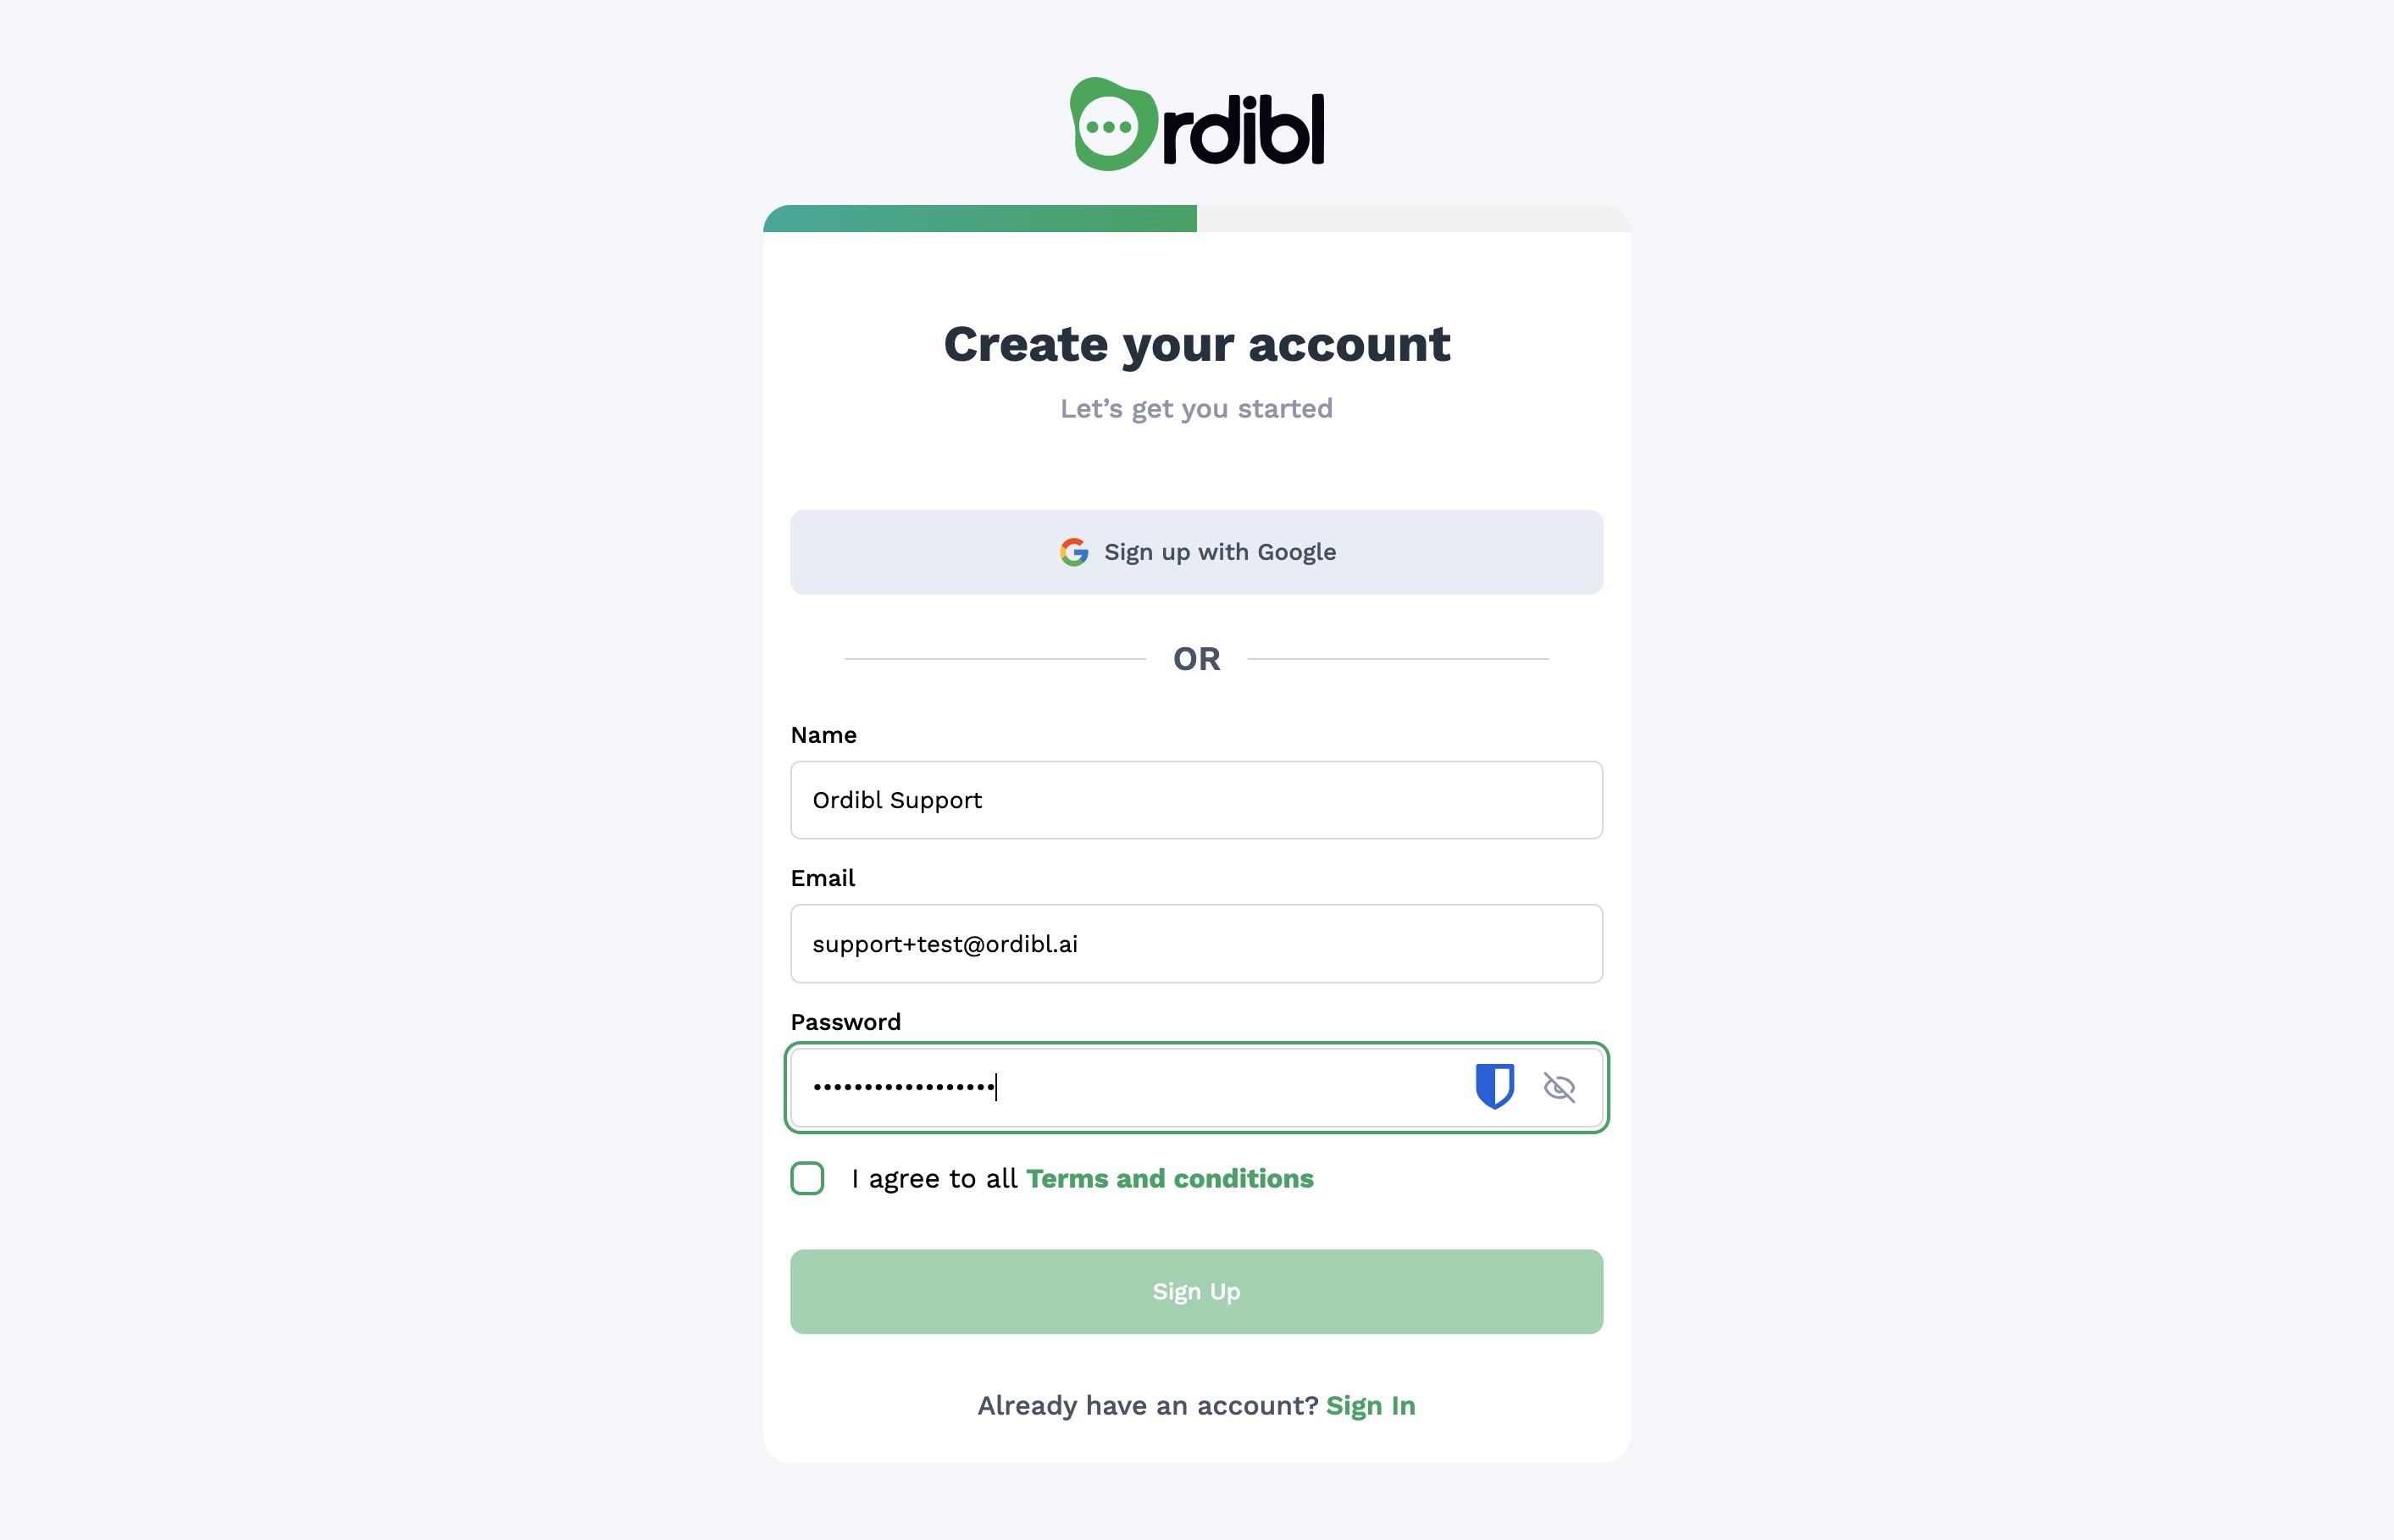 Ordibl
Create your account
Let’s get you started
Sign up with Google
OR
Name
Ordibl Support
Email
support+test@ordibl.ai
Password
••••••••••••••••••
I agree to all Terms and conditions
Sign Up
Already have an account? Sign In